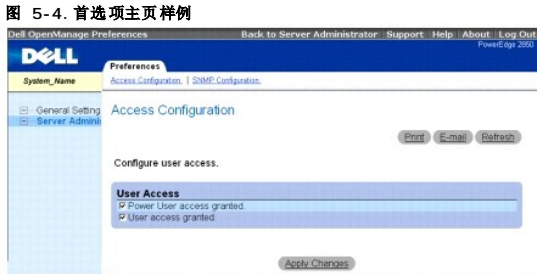 图 5-4. 首选项主页样例
Dell OpenManage Preferences Back to Server Administrator Support Help About Log Out
PowerEdge 2850
DELL
Preferences
System_Name
Access Configuration | SNMP Configuration
General Setting
Server Adminis
Access Configuration
Print E-mail Refresh
Configure user access.
User Access
Power User access granted.
User access granted.
Apply Changes